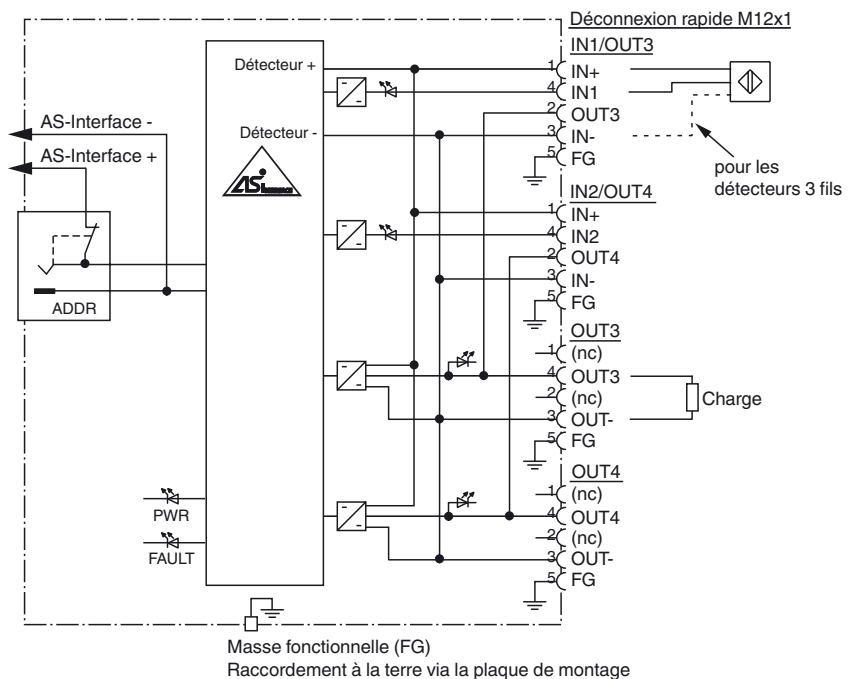 Déconnexion rapide M12x1
IN1/OUT3
1 IN+
4 IN1
2 OUT3
3 IN-
5 FG
pour les
détecteurs 3 fils
IN2/OUT4
1 IN+
4 IN2
2 OUT4
3 IN-
5 FG
OUT3
1 (nc)
4 OUT3
2 (nc)
3 OUT-
5 FG
Charge
OUT4
1 (nc)
4 OUT4
2 (nc)
3 OUT-
5 FG
Détecteur +
Détecteur -
ASi
INTERFACE
AS-Interface -
AS-Interface +
ADDR
PWR
FAULT
Masse fonctionnelle (FG)
Raccordement à la terre via la plaque de montage